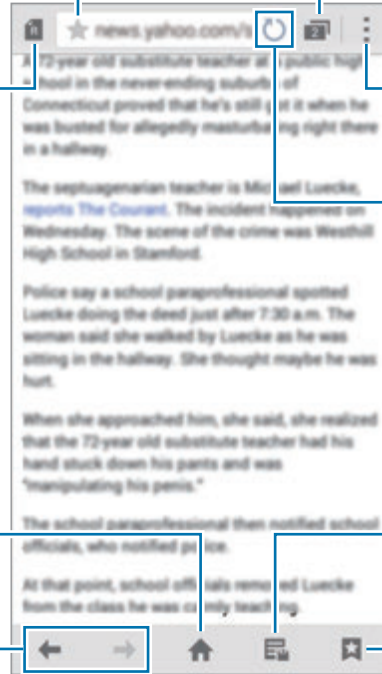 news.yahoo.com/s
2
A 72-year old substitute teacher at a public high
school in the never-ending suburbs of
Connecticut proved that he's still got it when he
was busted for allegedly masturbating right there
in a hallway.
The septuagenarian teacher is Michael Luecke,
reports The Courant. The incident happened on
Wednesday. The scene of the crime was Westhill
High School in Stamford.
Police say a school paraprofessional spotted
Luecke doing the deed just after 7:30 a.m. The
woman said she walked by Luecke as he was
sitting in the hallway. She thought maybe he was
hurt.
When she approached him, she said, she realized
that the 72-year old substitute teacher had his
hand stuck down his pants and was
"manipulating his penis."
The school paraprofessional then notified school
officials, who notified police.
At that point, school officials removed Luecke
from the class he was calmly teaching.